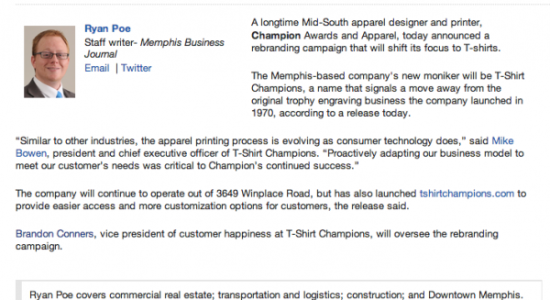 Ryan Poe
Staff writer- Memphis Business
Journal
Email | Twitter
A longtime Mid-South apparel designer and printer,
Champion Awards and Apparel, today announced a
rebranding campaign that will shift its focus to T-shirts.
The Memphis-based company's new moniker will be T-Shirt
Champions, a name that signals a move away from the
original trophy engraving business the company launched in
1970, according to a release today.
“Similar to other industries, the apparel printing process is evolving as consumer technology does,” said Mike
Bowen, president and chief executive officer of T-Shirt Champions. “Proactively adapting our business model to
meet our customer's needs was critical to Champion's continued success.”
The company will continue to operate out of 3649 Winplace Road, but has also launched tshirtchampions.com to
provide easier access and more customization options for customers, the release said.
Brandon Conners, vice president of customer happiness at T-Shirt Champions, will oversee the rebranding
campaign.
Ryan Poe covers commercial real estate; transportation and logistics; construction; and Downtown Memphis.